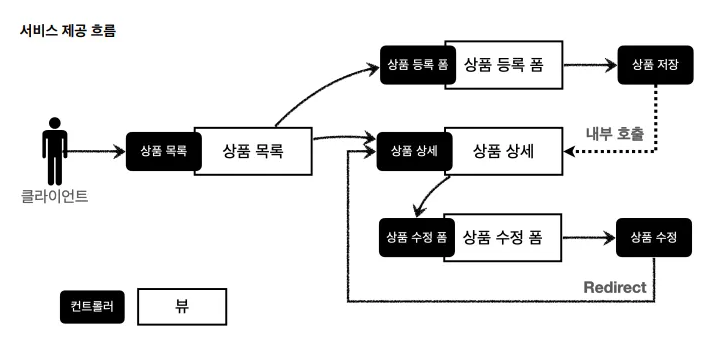 서비스 제공 흐름
상품 등록 폼
상품 등록 폼
상품 저장
내부 호출
상품 목록
상품 목록
상품 상세
상품 상세
클라이언트
상품 수정 폼
상품 수정 폼
상품 수정
Redirect
컨트롤러
뷰